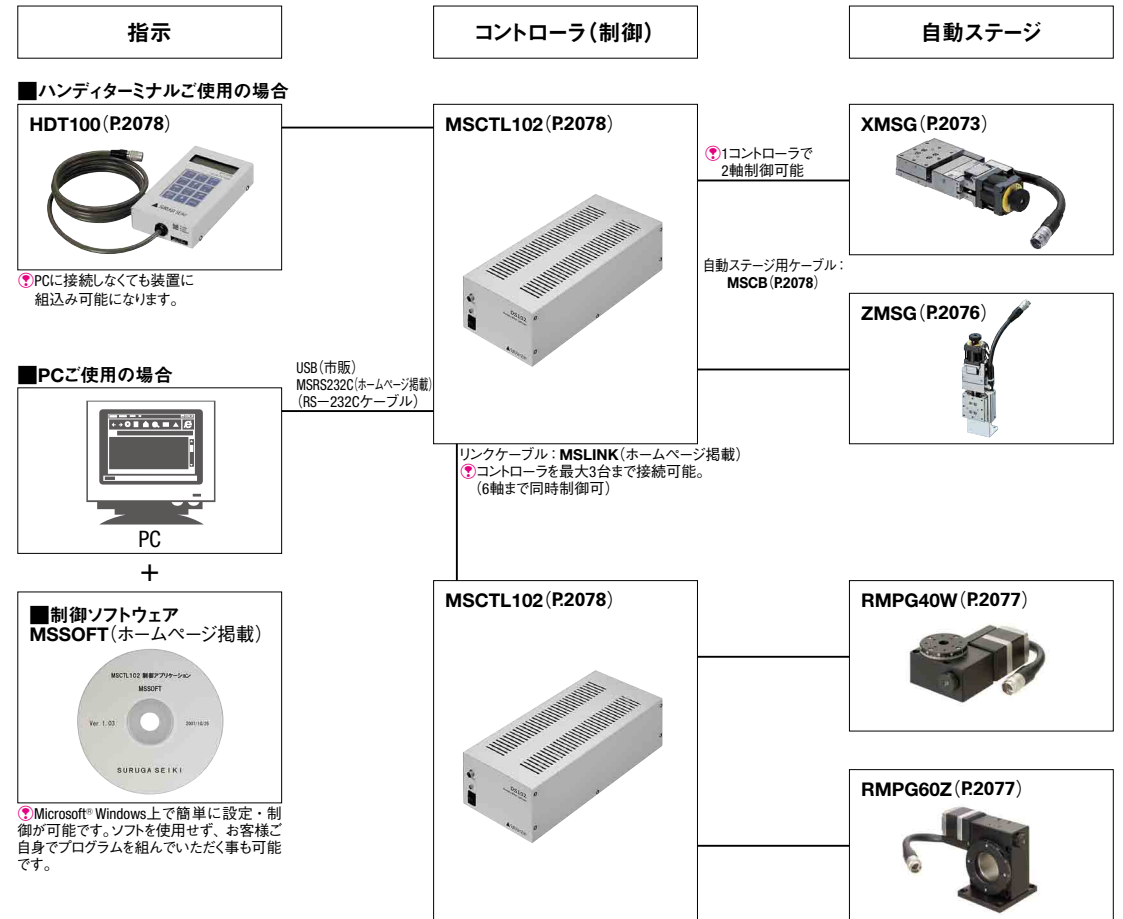 指示
コントローラ(制御)
自動ステージ
■ハンディターミナルご使用の場合
HDT100(P.2078)
SURUGA SEIKI
PCに接続しなくても装置に
組込み可能になります。
MSCTL102(P.2078)
DS102
1コントローラで
2軸制御可能
自動ステージ用ケーブル:
MSCB(P.2078)
XMSG(P.2073)
ZMSG(P.2076)
■PCご使用の場合
PC
USB(市販)
MSRS232C(ホームページ掲載)
(RS-232Cケーブル)
リンクケーブル:MSLINK(ホームページ掲載)
コントローラを最大3台まで接続可能。
(6軸まで同時制御可)
+
■制御ソフトウェア
MSSOFT(ホームページ掲載)
MSCTL102 制御アプリケーション
MSSOFT
Ver 1.03
2007/10/25
SURUGA SEIKI
Microsoft® Windows上で簡単に設定・制
御が可能です。ソフトを使用せず、お客様ご
自身でプログラムを組んでいただく事も可能
です。
MSCTL102(P.2078)
DS102
RMPG40W(P.2077)
RMPG60Z(P.2077)